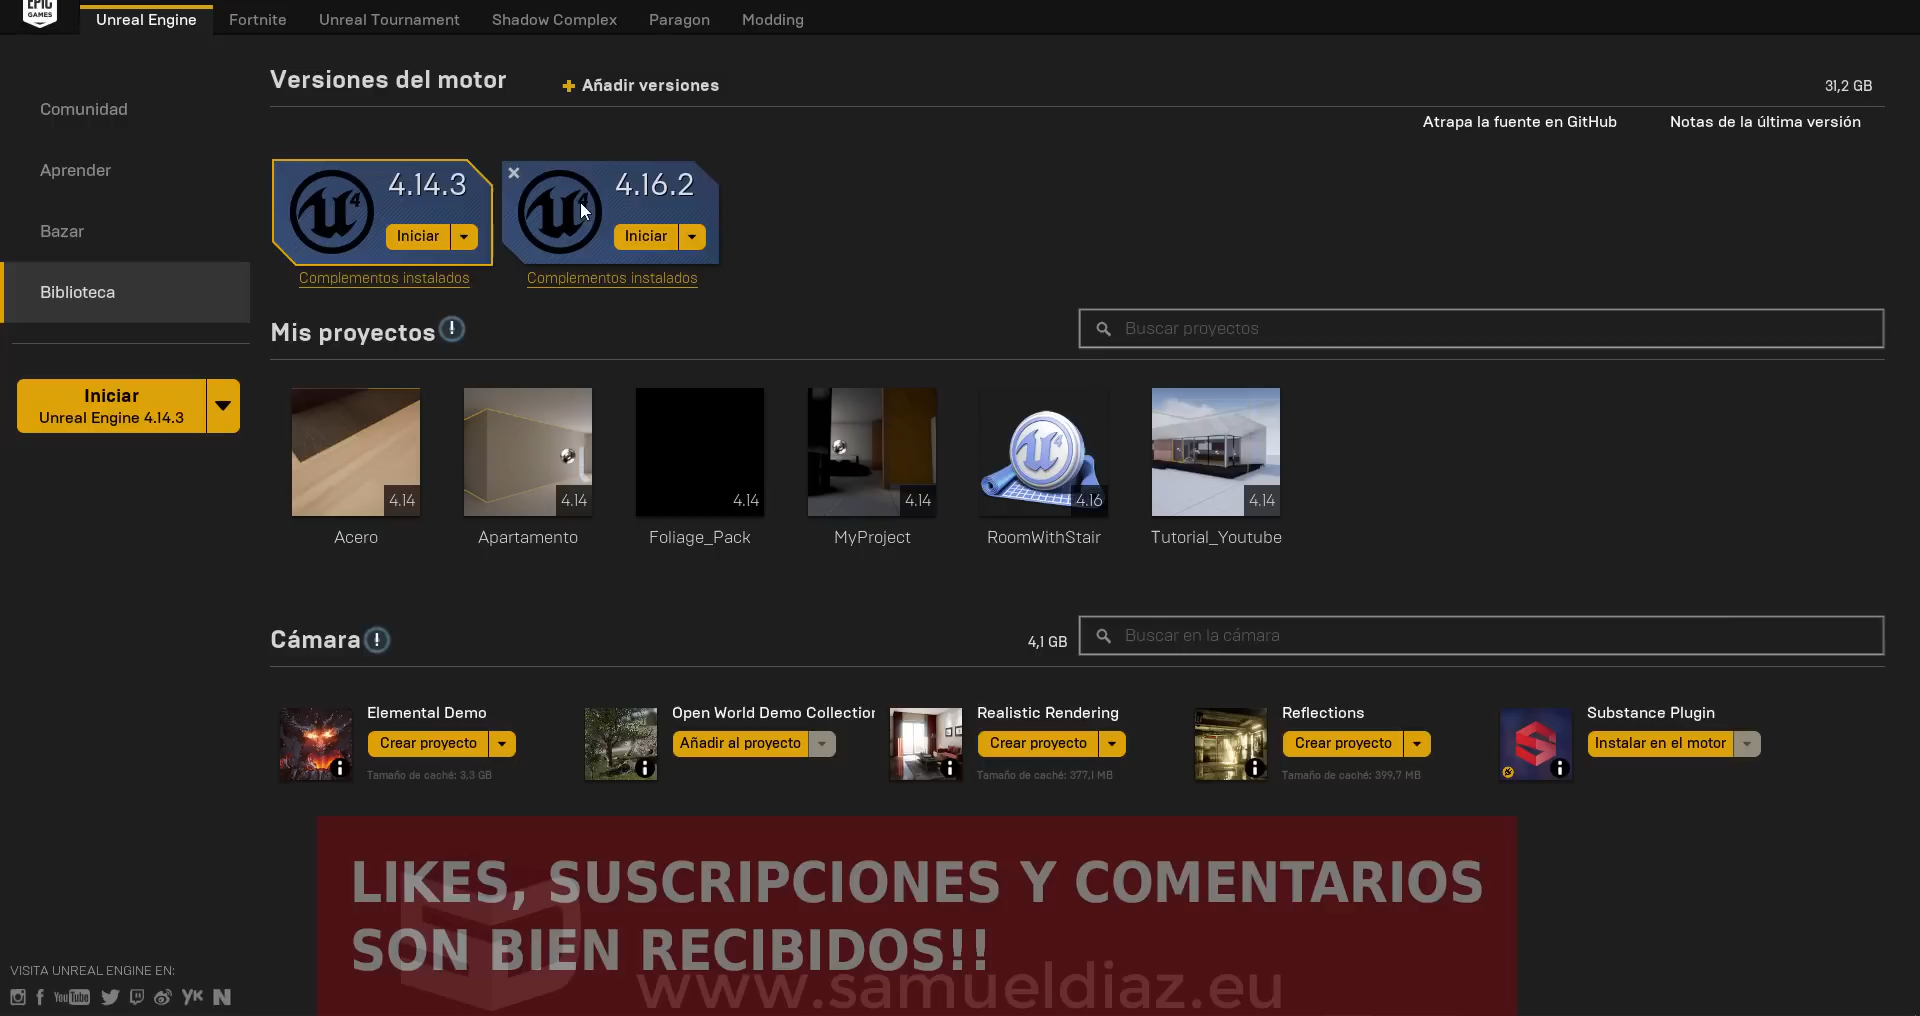 EPIC
GAMES
Unreal Engine
Fortnite
Unreal Tournament
Shadow Complex
Paragon
Modding
Versiones del motor
Añadir versiones
31,2 GB
Comunidad
Atrapa la fuente en GitHub
Notas de la última versión
Aprender
Bazar
Biblioteca
4.14.3
Iniciar
Complementos instalados
4.16.2
Iniciar
Complementos instalados
Mis proyectos
Buscar proyectos
Iniciar
Unreal Engine 4.14.3
4.14
4.14
4.14
4.14
4.16
4.14
Acero
Apartamento
Foliage_Pack
MyProject
RoomWithStair
Tutorial_Youtube
Cámara
4,1 GB
Buscar en la cámara
Elemental Demo
Crear proyecto
Tamaño de caché: 3,3 GB
Open World Demo Collection
Añadir al proyecto
Realistic Rendering
Crear proyecto
Tamaño de caché: 377,1 MB
Reflections
Crear proyecto
Tamaño de caché: 399,7 MB
Substance Plugin
Instalar en el motor
LIKES, SUSCRIPCIONES Y COMENTARIOS
SON BIEN RECIBIDOS!!
www.samueldiaz.eu
VISITA UNREAL ENGINE EN:
YouTube